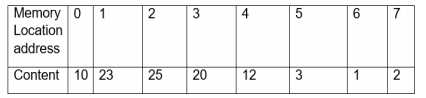 Memory Location address 0 1 2 3 4 5 6 7
Content 10 23 25 20 12 3 1 2